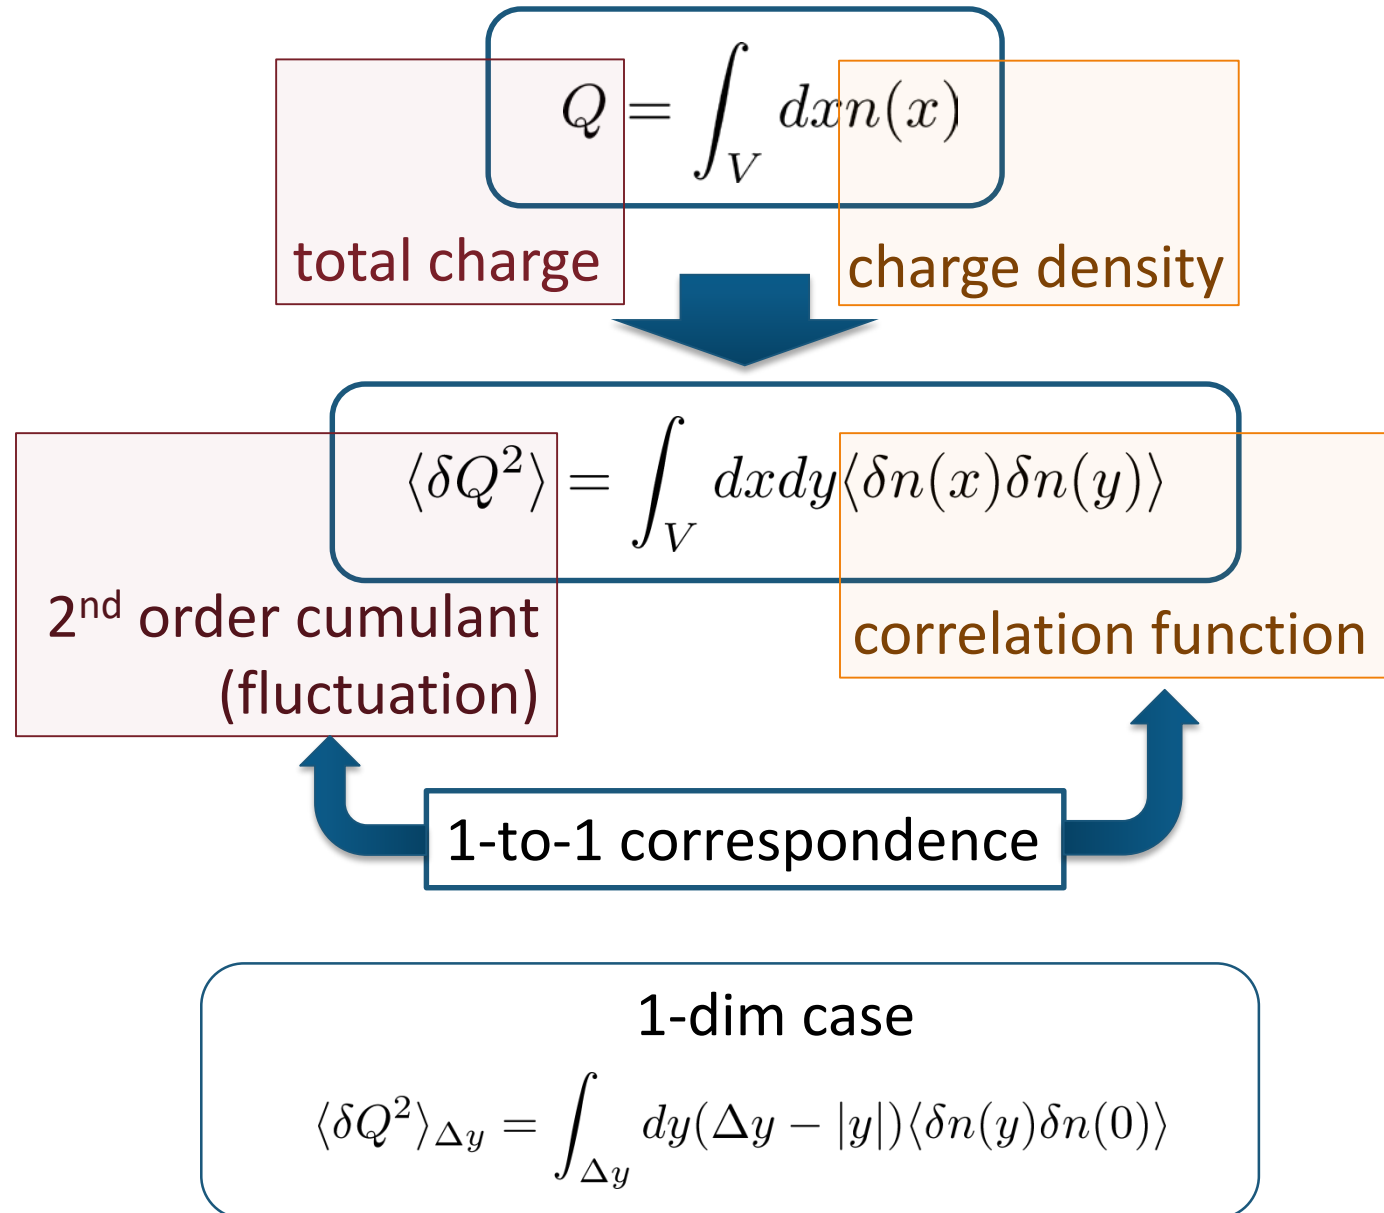 Q = ∫_V dxn(x)
total charge
charge density
⟨δQ²⟩ = ∫_V dxdy⟨δn(x)δn(y)⟩
2nd order cumulant
(fluctuation)
correlation function
1-to-1 correspondence
1-dim case
⟨δQ²⟩_Δy = ∫_Δy dy(Δy − |y|)⟨δn(y)δn(0)⟩